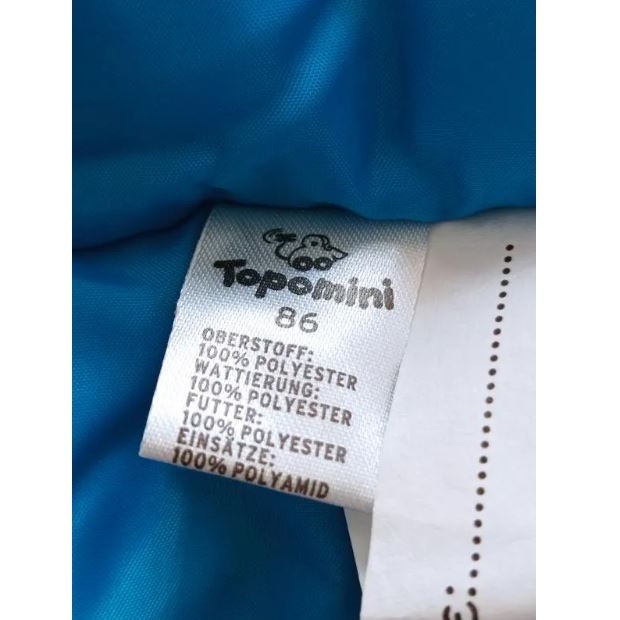 Topomini
86
OBERSTOFF:
100% POLYESTER
WATTIERUNG:
100% POLYESTER
FUTTER:
100% POLYESTER
EINSÄTZE:
100% POLYAMID